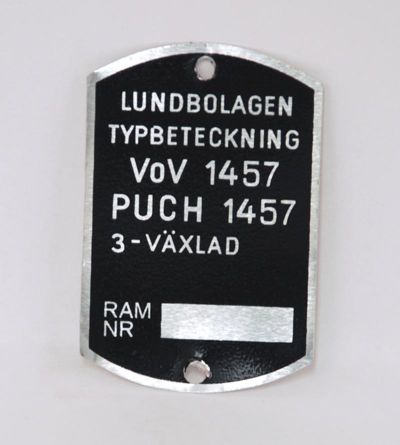 LUNDBOLAGEN
TYPBETECKNING
VoV 1457
PUCH 1457
3-VÄXLAD
RAM
NR